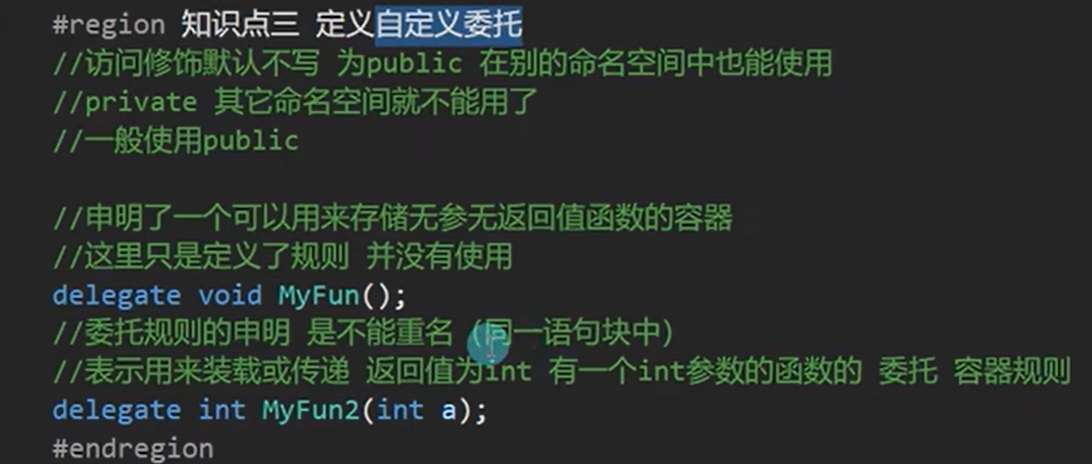 #region 知识点三 定义自定义委托
//访问修饰默认不写 为public 在别的命名空间中也能使用
//private 其它命名空间就不能用了
//一般使用public
//申明了一个可以用来存储无参无返回值函数的容器
//这里只是定义了规则 并没有使用
delegate void MyFun();
//委托规则的申明 是不能重名（同一语句块中）
//表示用来装载或传递 返回值为int 有一个int参数的函数的 委托 容器规则
delegate int MyFun2(int a);
#endregion